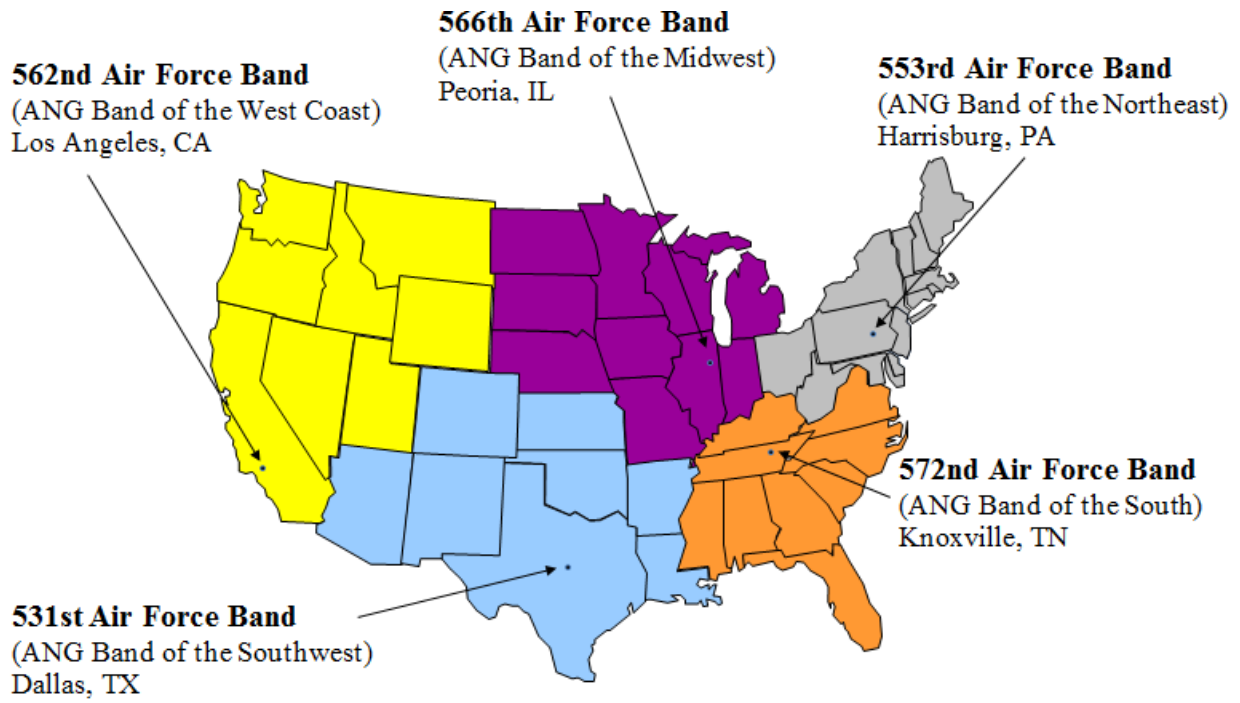 566th Air Force Band
(ANG Band of the Midwest)
Peoria, IL
562nd Air Force Band
(ANG Band of the West Coast)
Los Angeles, CA
553rd Air Force Band
(ANG Band of the Northeast)
Harrisburg, PA
572nd Air Force Band
(ANG Band of the South)
Knoxville, TN
531st Air Force Band
(ANG Band of the Southwest)
Dallas, TX